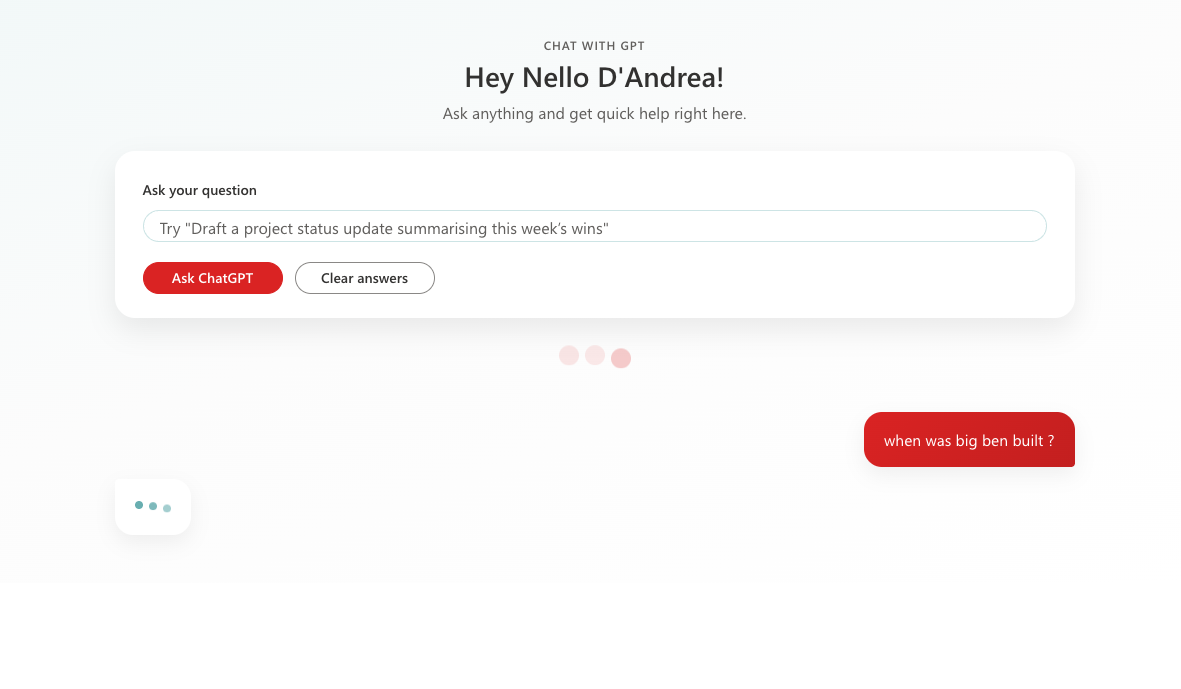 CHAT WITH GPT
Hey Nello D'Andrea!
Ask anything and get quick help right here.
Ask your question
Try "Draft a project status update summarising this week’s wins"
Ask ChatGPT
Clear answers
when was big ben built ?